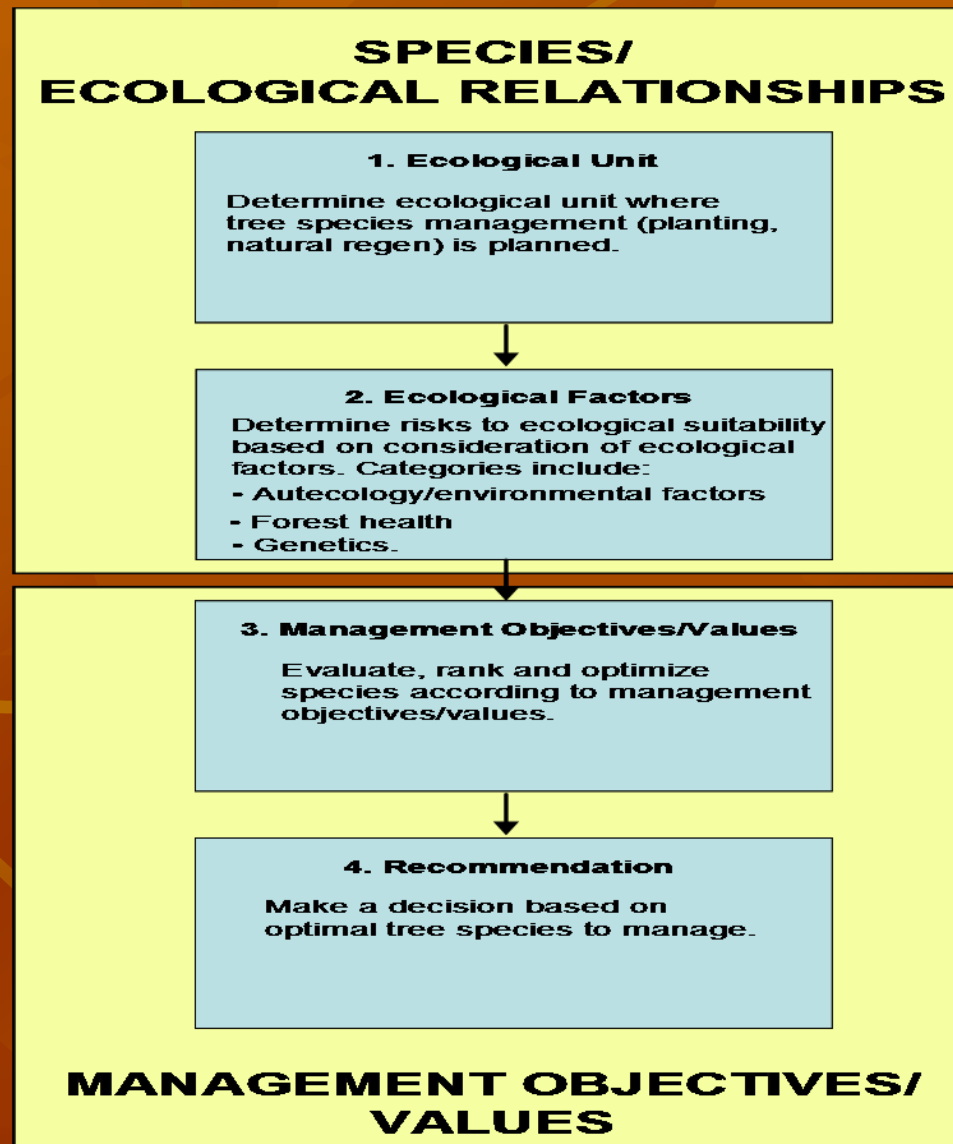 SPECIES/
ECOLOGICAL RELATIONSHIPS
1. Ecological Unit
Determine ecological unit where
tree species management (planting,
natural regen) is planned.
2. Ecological Factors
Determine risks to ecological suitability
based on consideration of ecological
factors. Categories include:
- Autecology/environmental factors
- Forest health
- Genetics.
3. Management Objectives/Values
Evaluate, rank and optimize
species according to management
objectives/values.
4. Recommendation
Make a decision based on
optimal tree species to manage.
MANAGEMENT OBJECTIVES/
VALUES